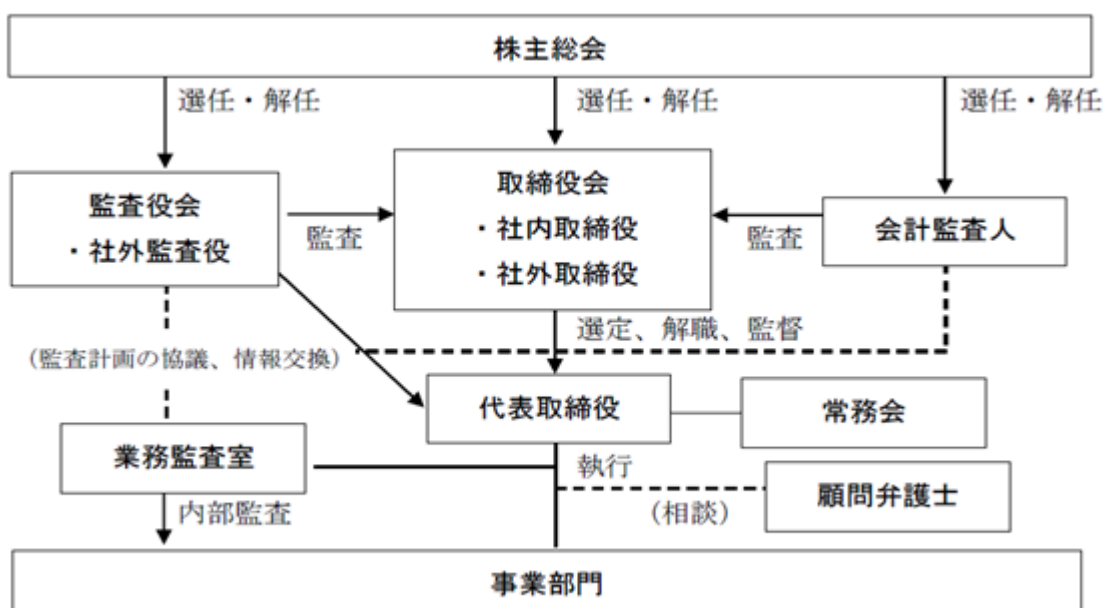 株主総会
選任・解任
選任・解任
選任・解任
監査役会
・社外監査役
監査
取締役会
・社内取締役
・社外取締役
監査
会計監査人
選定、解職、監督
(監査計画の協議、情報交換)
代表取締役
常務会
業務監査室
執行
内部監査
(相談)
顧問弁護士
事業部門